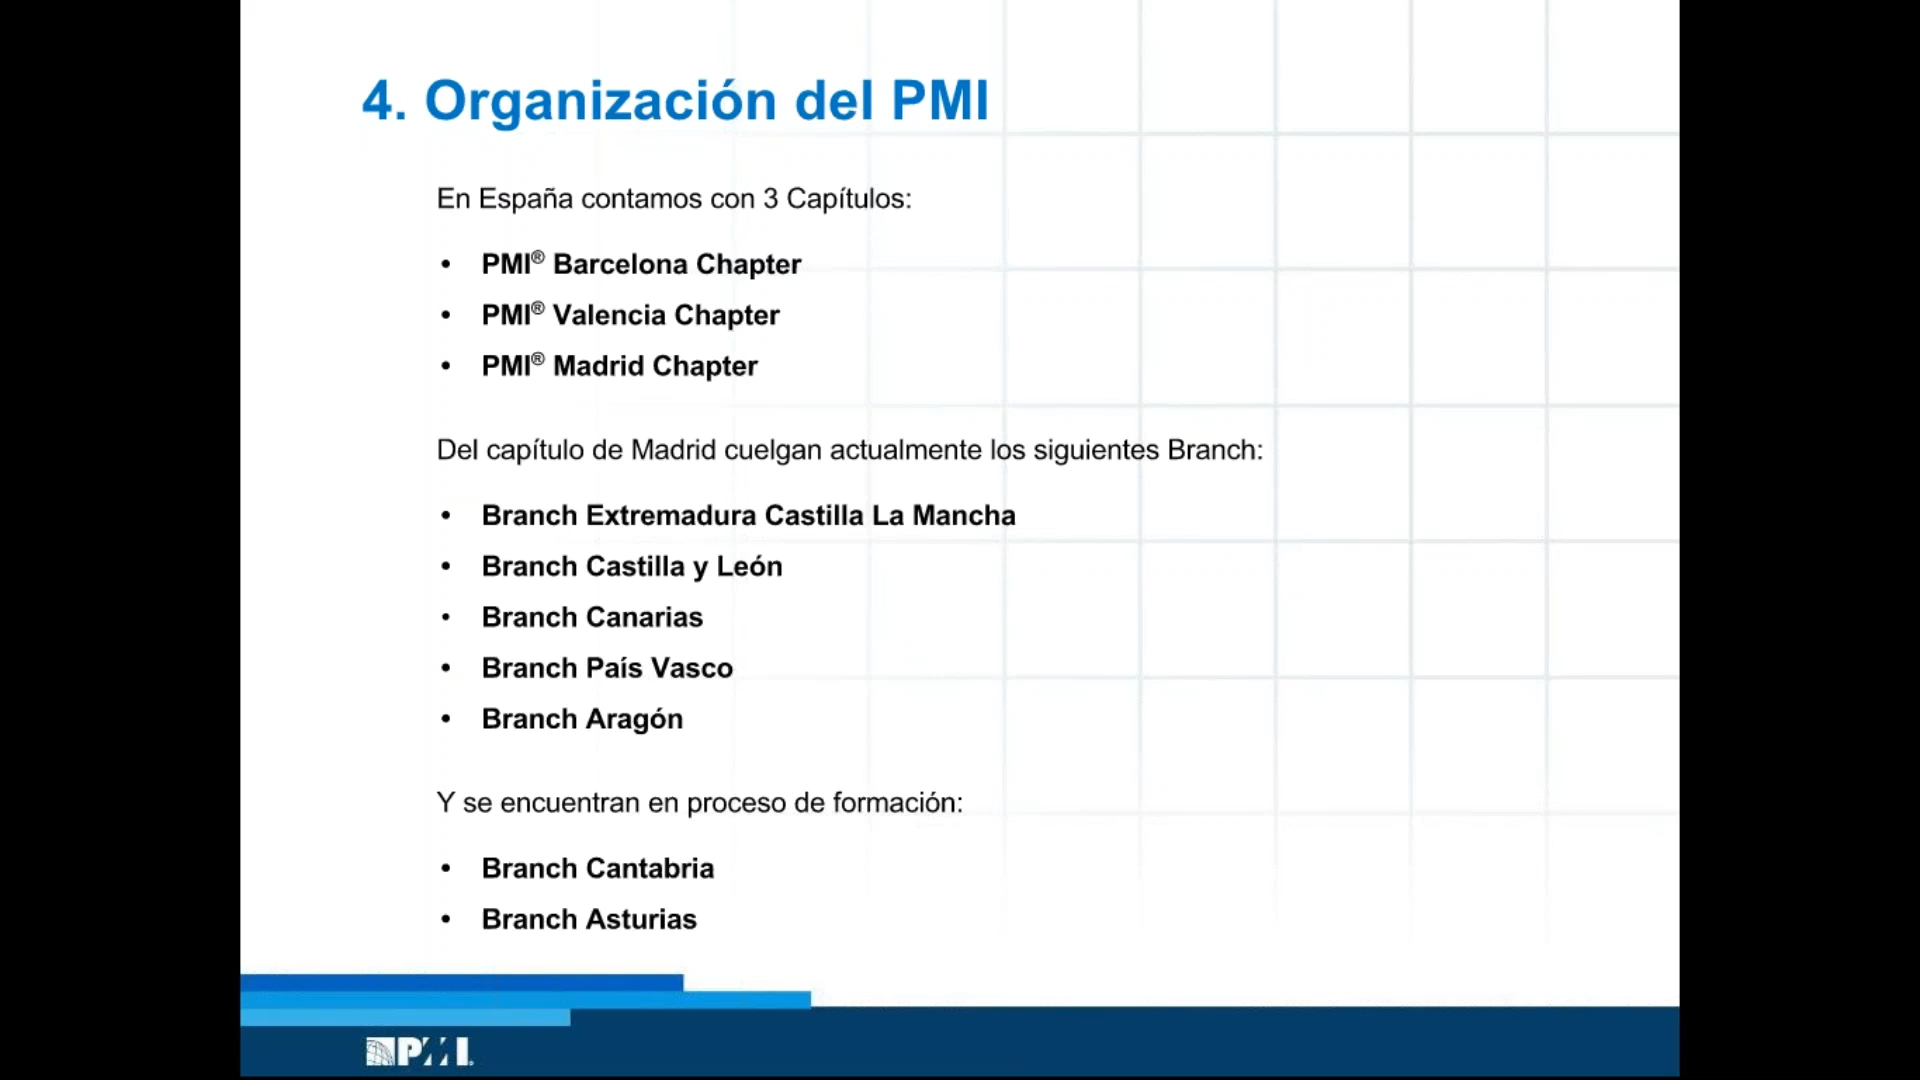 4. Organización del PMI
En España contamos con 3 Capítulos:
• PMI® Barcelona Chapter
• PMI® Valencia Chapter
• PMI® Madrid Chapter
Del capítulo de Madrid cuelgan actualmente los siguientes Branch:
• Branch Extremadura Castilla La Mancha
• Branch Castilla y León
• Branch Canarias
• Branch País Vasco
• Branch Aragón
Y se encuentran en proceso de formación:
• Branch Cantabria
• Branch Asturias
PMI